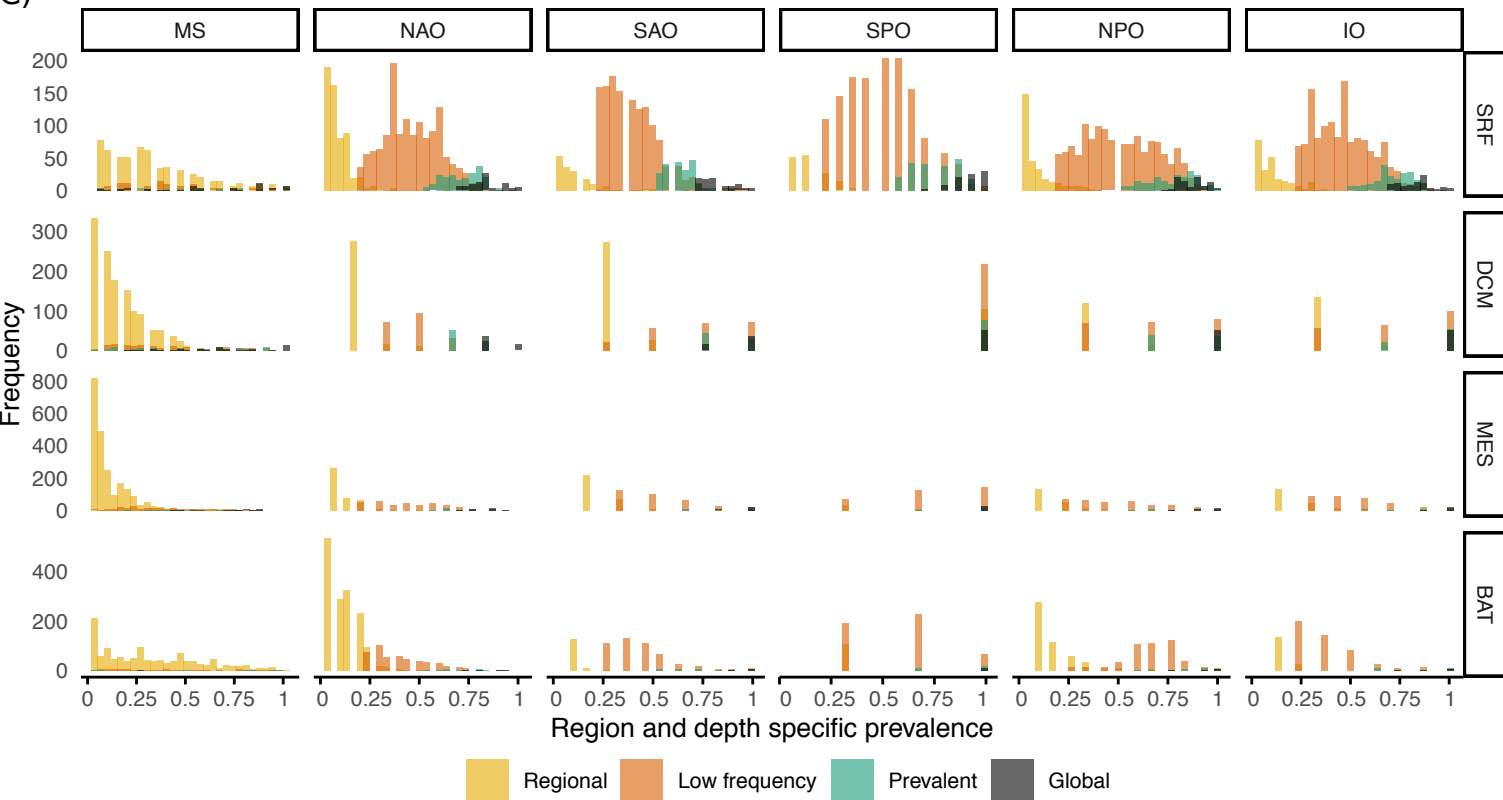 MS NAO SAO SPO NPO IO
200
150
100
50
0
SRF
300
200
100
0
DCM
Frequency
800
600
400
200
0
MES
400
200
0
BAT
0 0.25 0.5 0.75 1 0 0.25 0.5 0.75 1 0 0.25 0.5 0.75 1 0 0.25 0.5 0.75 1 0 0.25 0.5 0.75 1 0 0.25 0.5 0.75 1
Region and depth specific prevalence
Regional Low frequency Prevalent Global